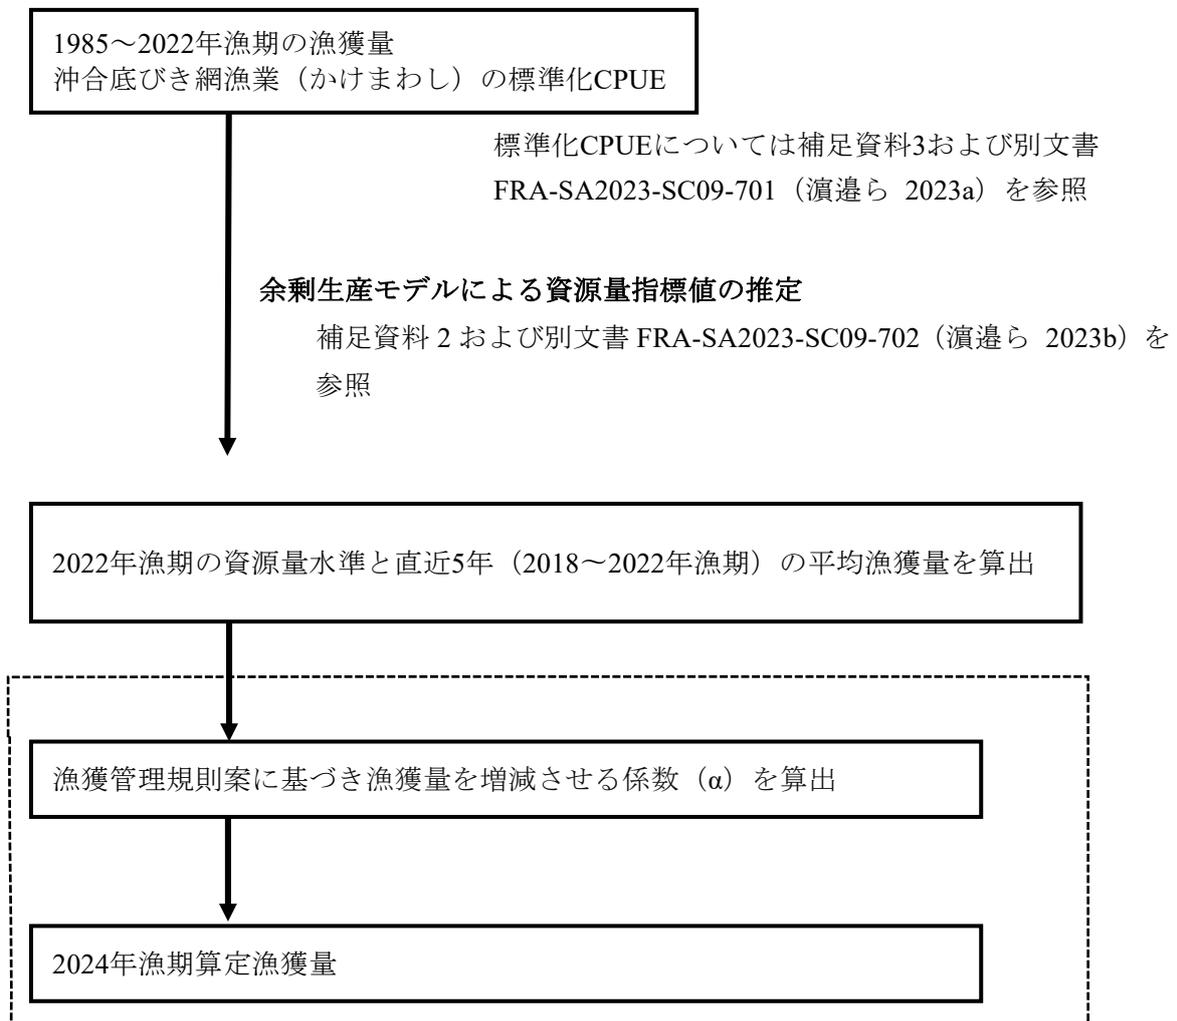 1985～2022年漁期の漁獲量
沖合底びき網漁業（かけまわし）の標準化CPUE
標準化CPUEについては補足資料3および別文書
FRA-SA2023-SC09-701（濵邉ら 2023a）を参照
余剰生産モデルによる資源量指標値の推定
補足資料 2 および別文書 FRA-SA2023-SC09-702（濵邉ら 2023b）を
参照
2022年漁期の資源量水準と直近5年（2018～2022年漁期）の平均漁獲量を算出
漁獲管理規則案に基づき漁獲量を増減させる係数（α）を算出
2024年漁期算定漁獲量